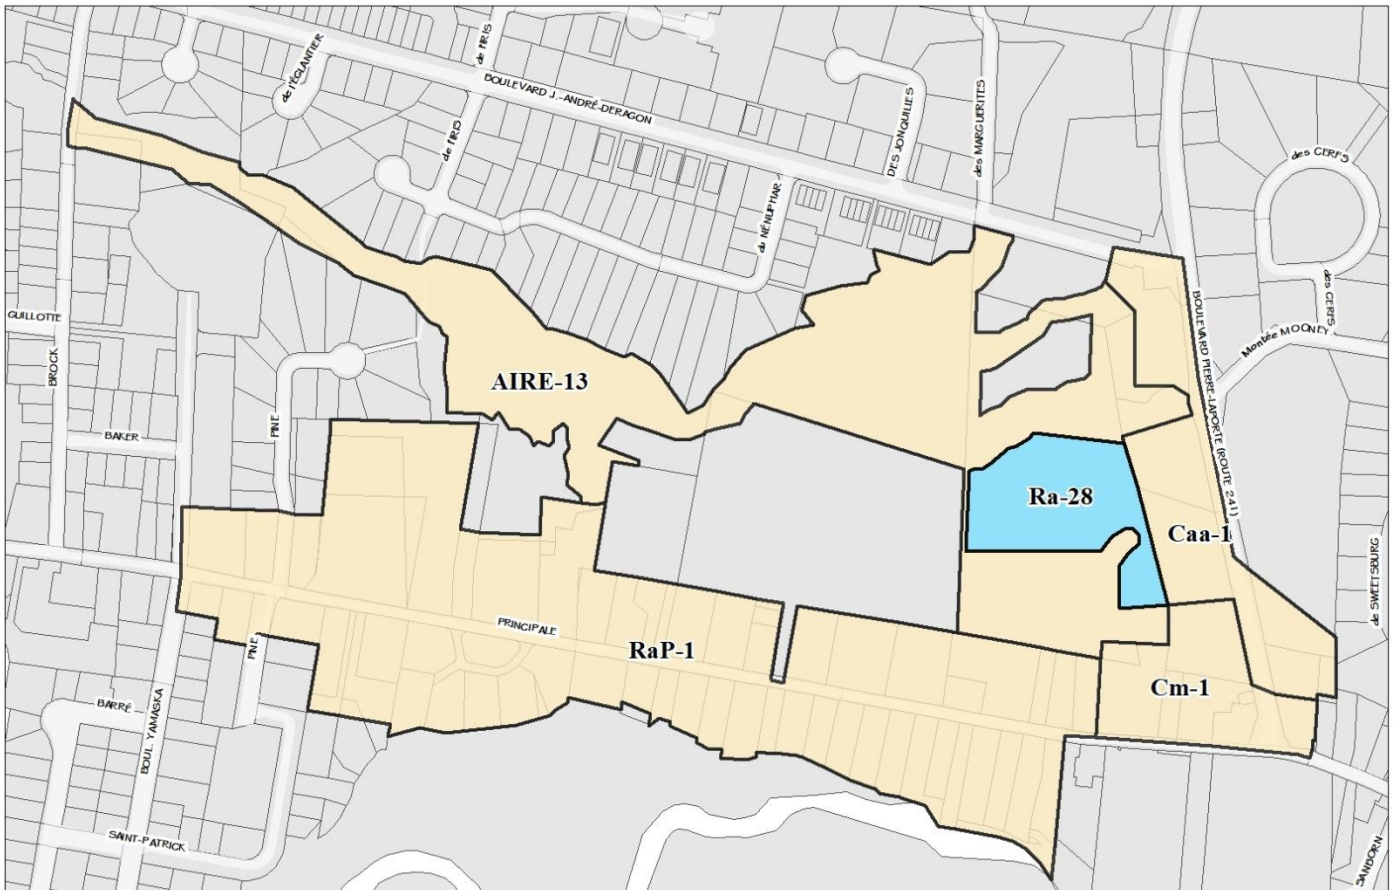 de l'ÉGLANTIER
de l'IRIS
BOULEVARD J.-ANDRÉ-DERAGON
de l'IRIS
DES JONQUILLES
des MARGUERITES
des CERFS
de NÉNUPHAR
des CERFS
GUILLOTTE
BROCK
Montée MOONEY
BOULEVARD PIERRE-LAPORTE (ROUTE 241)
AIRE-13
BAKER
PINE
Ra-28
Caa-1
de SWEETSBURG
PRINCIPALE
RaP-1
PINE
Cm-1
BARRÉ
BOUL. YAMASKA
SAINT-PATRICK
SANDORN